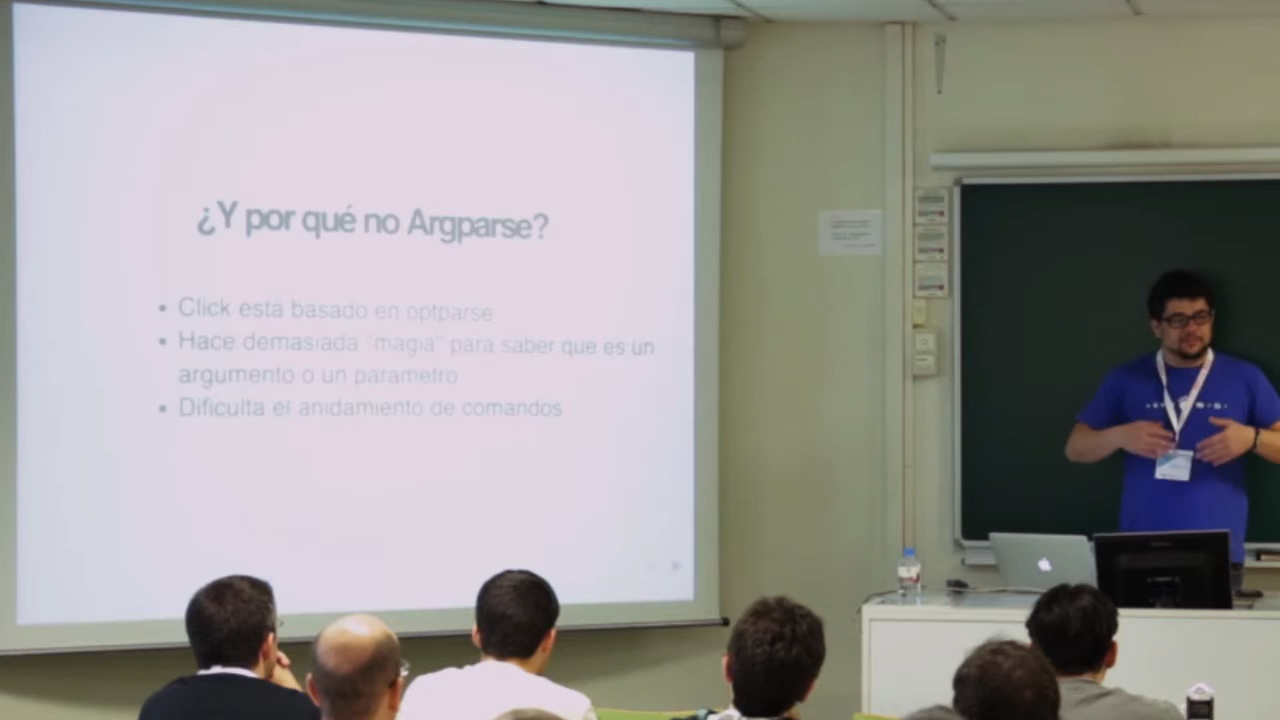 ¿Y por qué no Argparse?
• Click está basado en optparse
• Hace demasiada "magia" para saber que es un
argumento o un parametro
• Dificulta el anidamiento de comandos